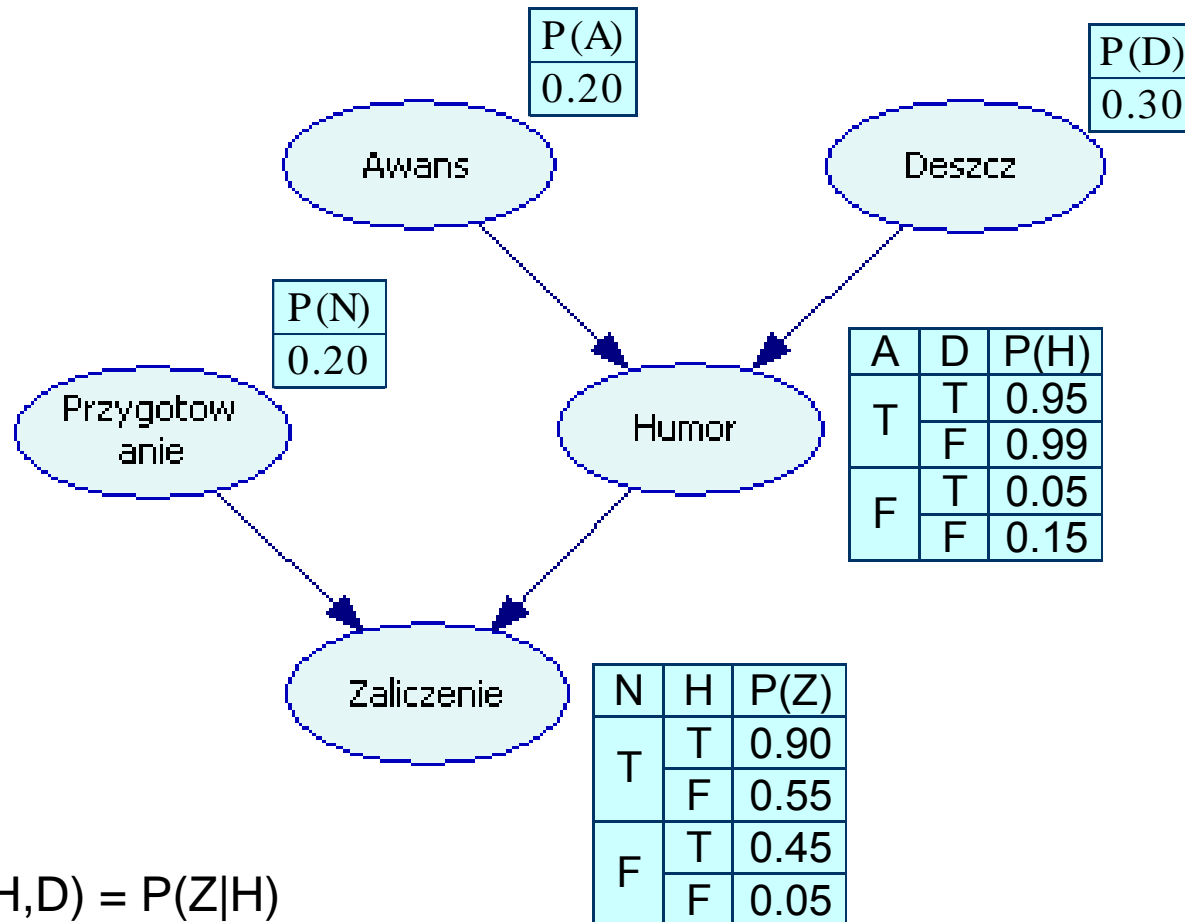 P(A)
0.20
P(D)
0.30
Awans
Deszcz
P(N)
0.20
Przygotow
anie
Humor
A D P(H)
T T 0.95
F 0.99
F T 0.05
F 0.15
Zaliczenie
N H P(Z)
T T 0.90
F 0.55
F T 0.45
F 0.05
H,D) = P(Z|H)